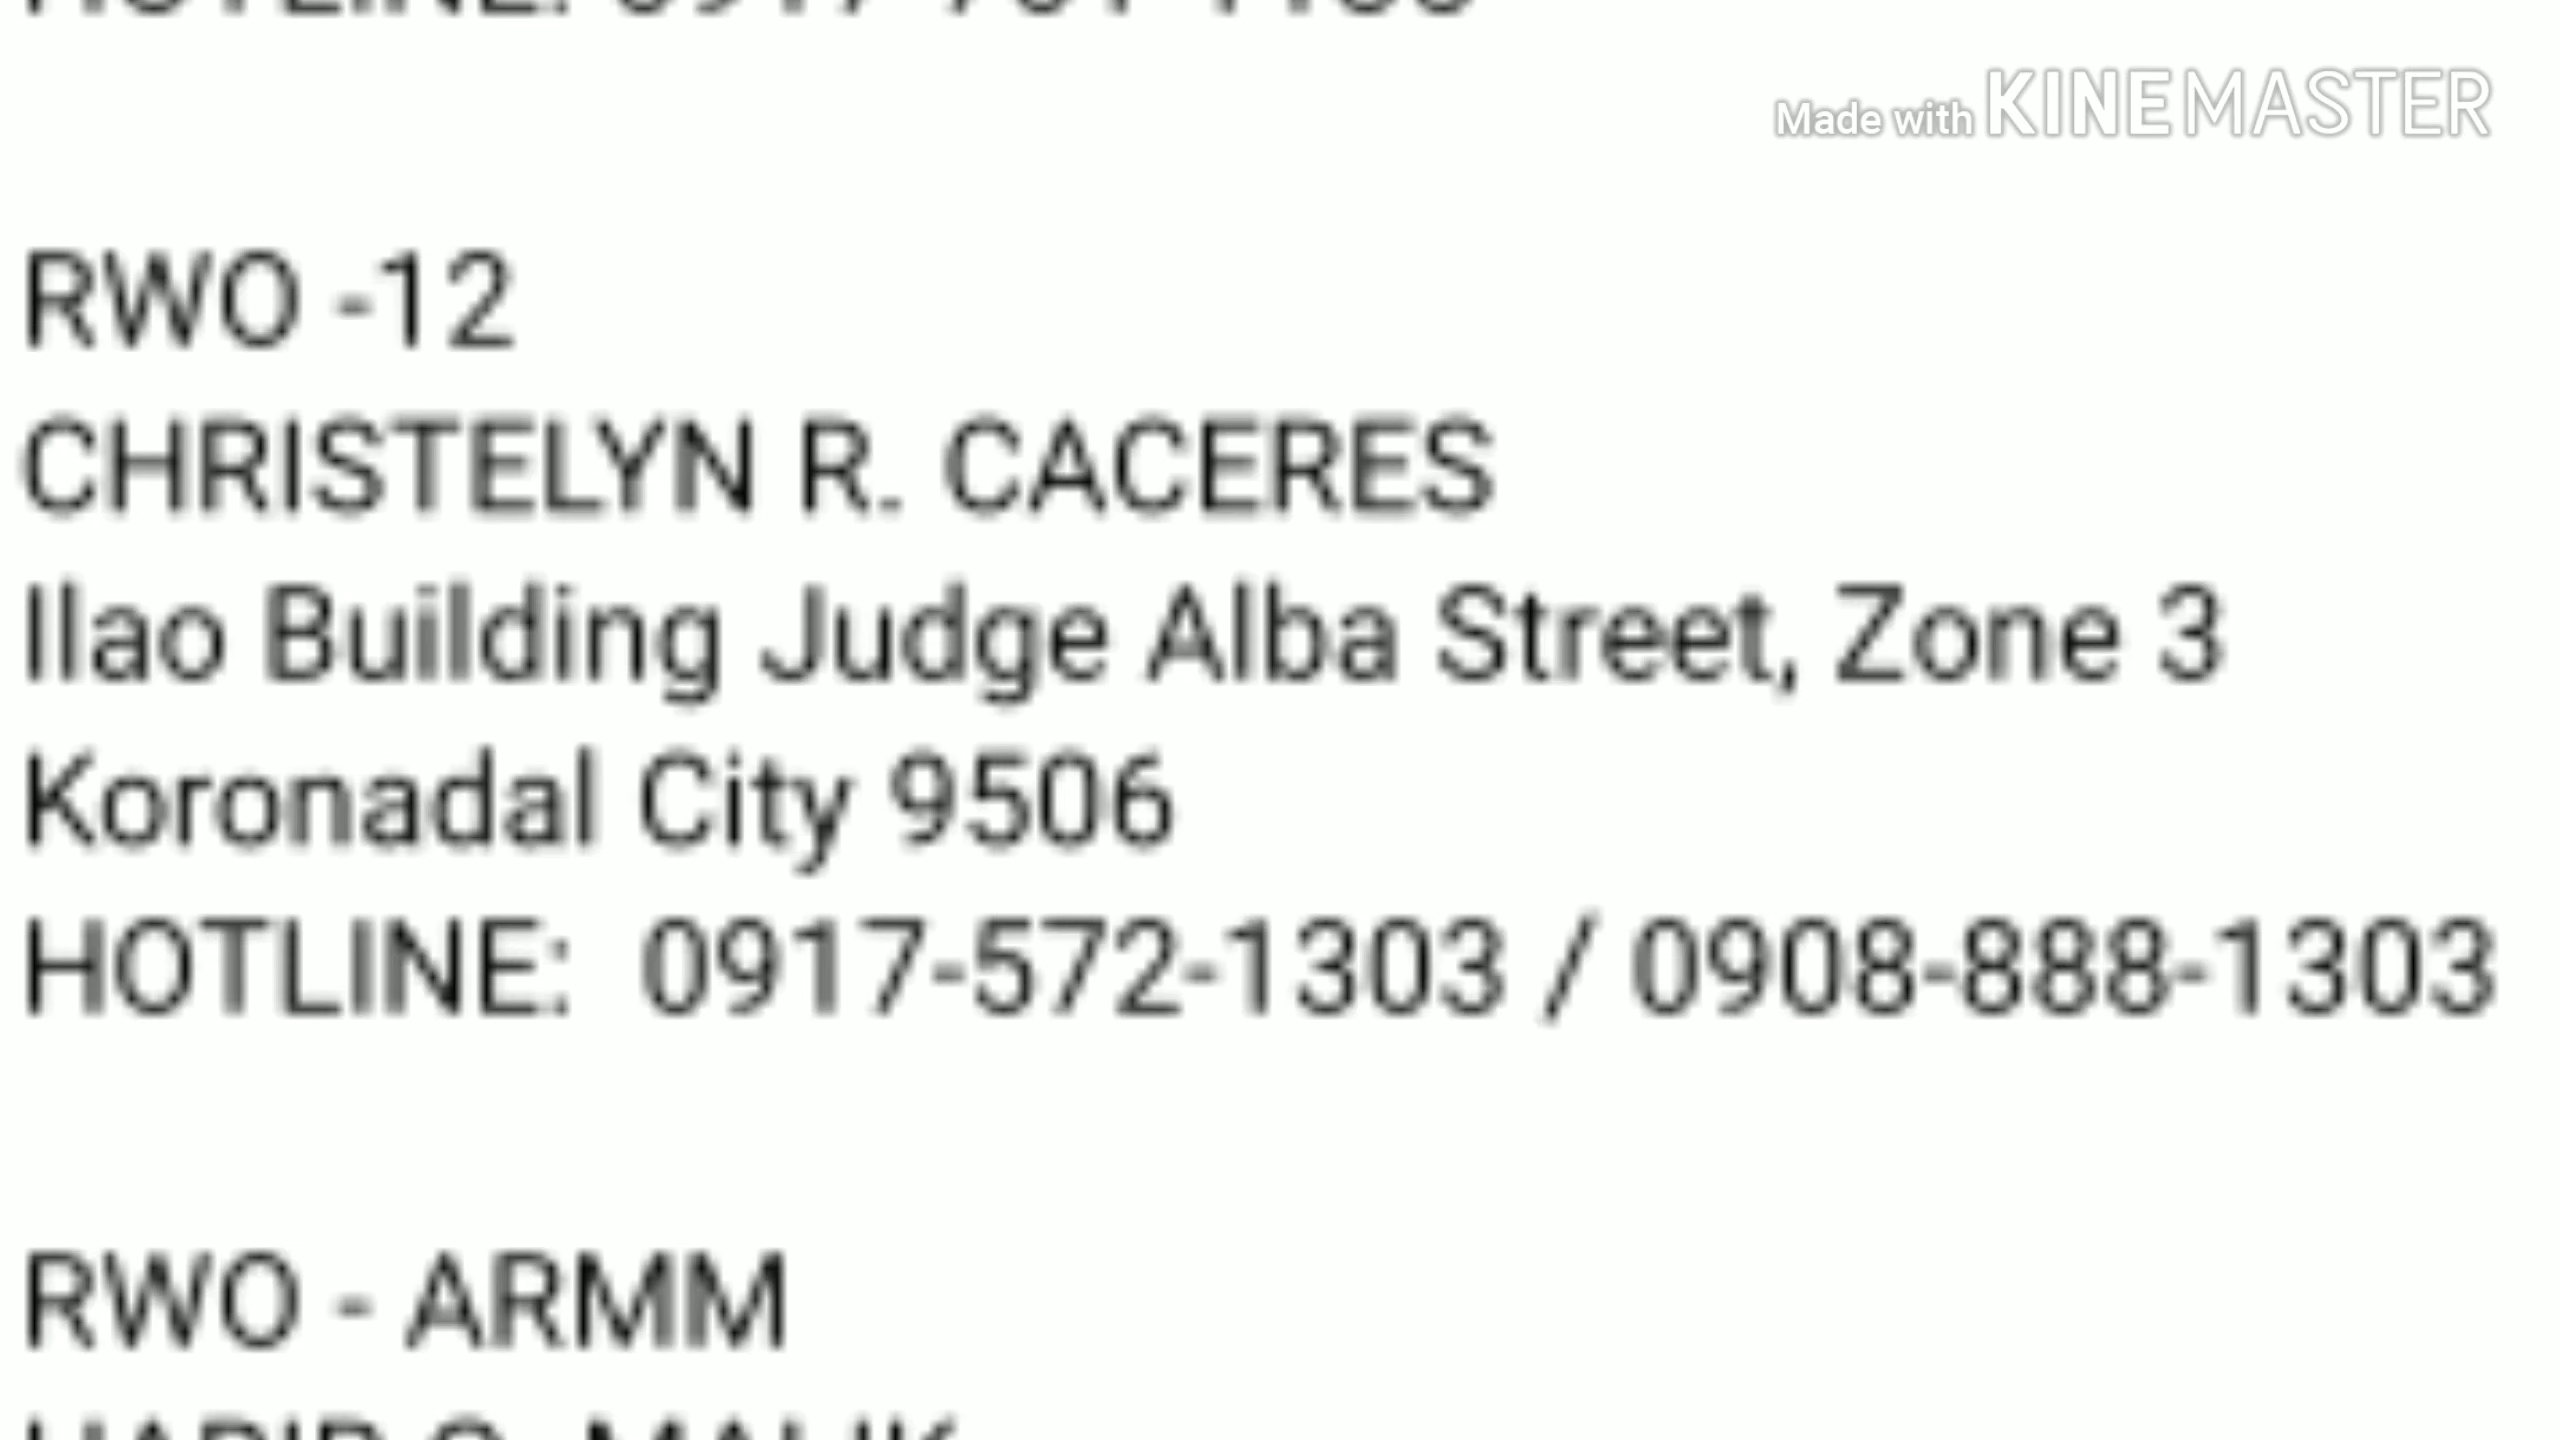 Made with KINEMASTER
RWO -12
CHRISTELYN R. CACERES
Ilao Building Judge Alba Street, Zone 3
Koronadal City 9506
HOTLINE:  0917-572-1303 / 0908-888-1303
RWO - ARMM